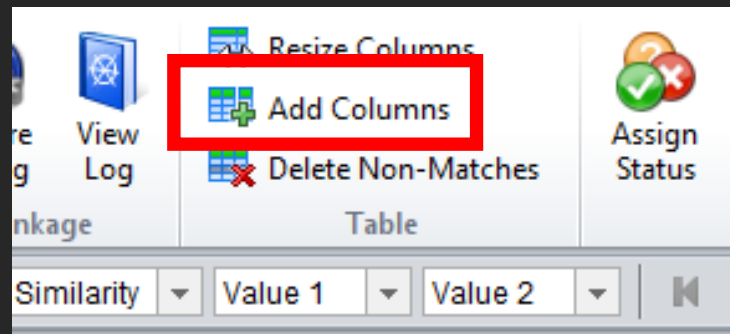 Resize Columns
Add Columns
View
Log
Delete Non-Matches
Assign
Status
Table
Similarity
Value 1
Value 2